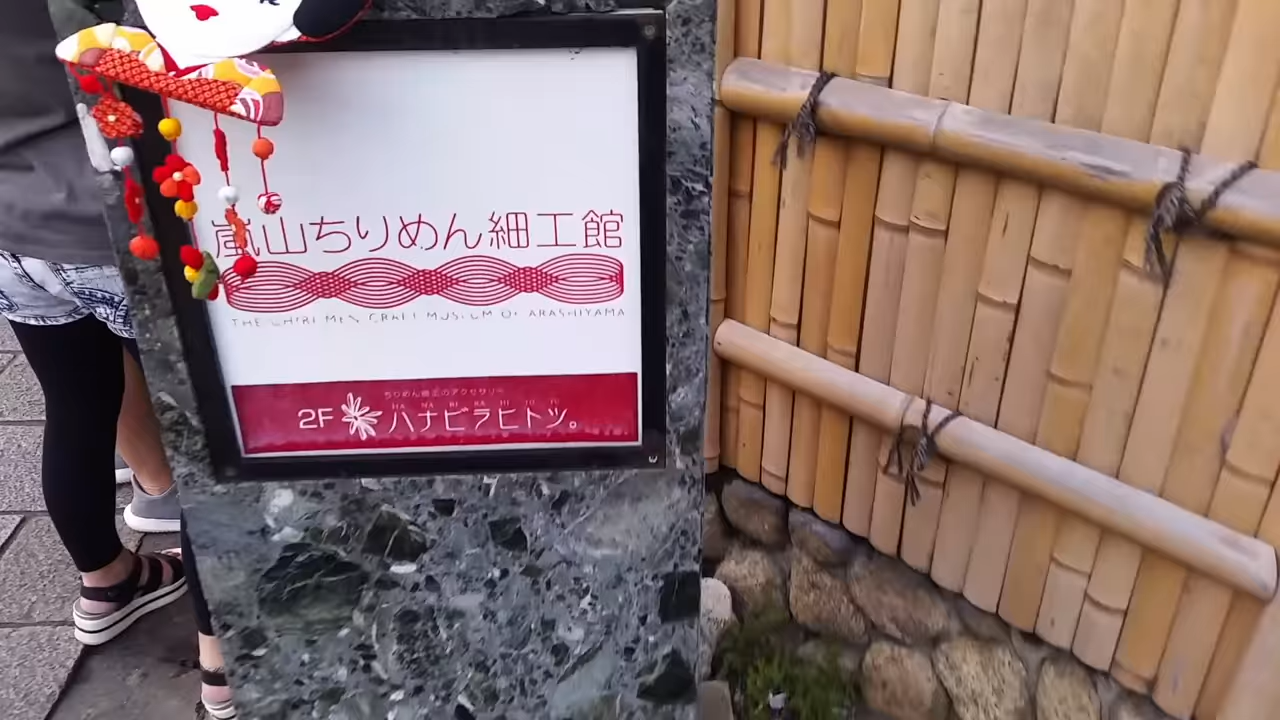 嵐山ちりめん細工館
THE CHIRIMEN CRAFT MUSEUM OF ARASHIYAMA
ちりめん細工のアクセサリー
HA NA BI RA HI TO TU
2F ハナビラヒトツ。